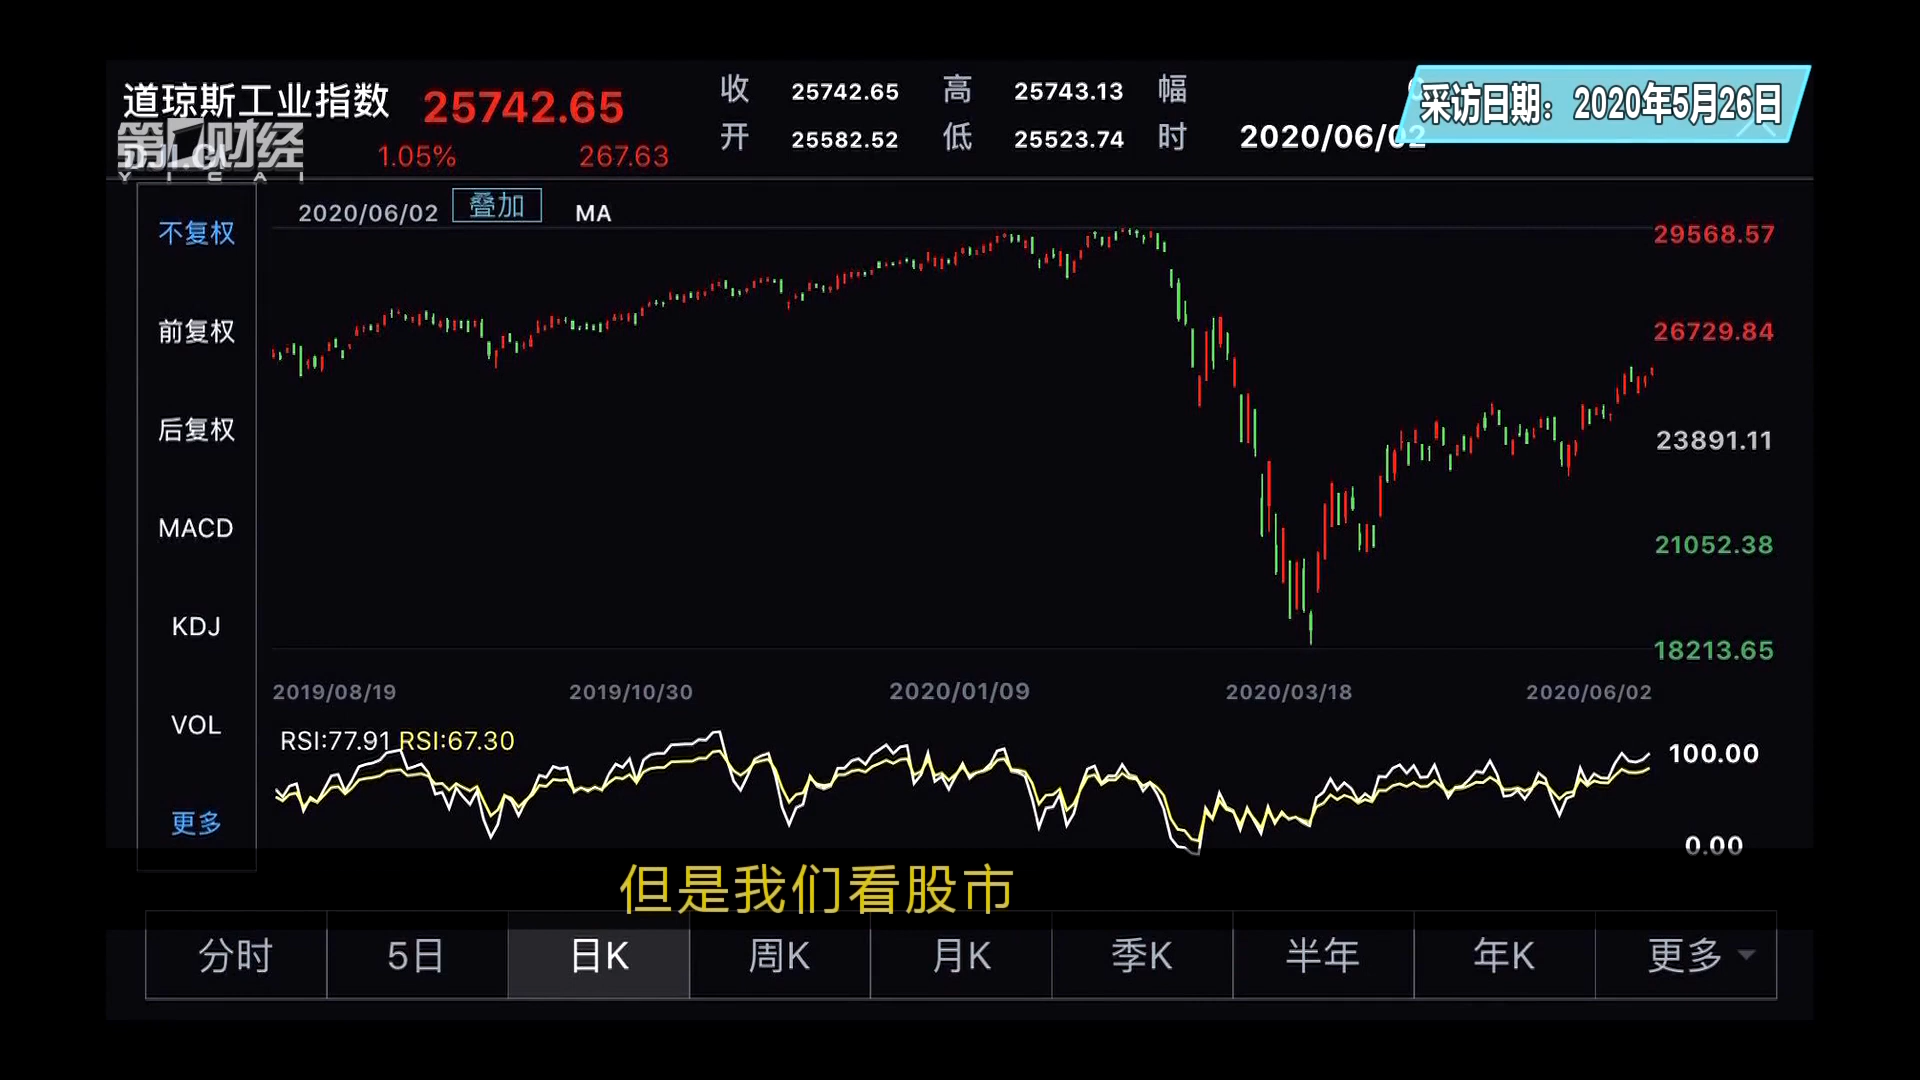 道琼斯工业指数
25742.65
收 25742.65 高 25743.13 幅
采访日期：2020年5月26日
第一财经
YICAI
1.05% 267.63
开 25582.52 低 25523.74 时 2020/06/02
2020/06/02 叠加 MA
不复权
前复权
后复权
MACD
KDJ
VOL
更多
29568.57
26729.84
23891.11
21052.38
18213.65
2019/08/19 2019/10/30 2020/01/09 2020/03/18 2020/06/02
RSI:77.91 RSI:67.30
100.00
0.00
但是我们看股市
分时 5日 日K 周K 月K 季K 半年 年K 更多